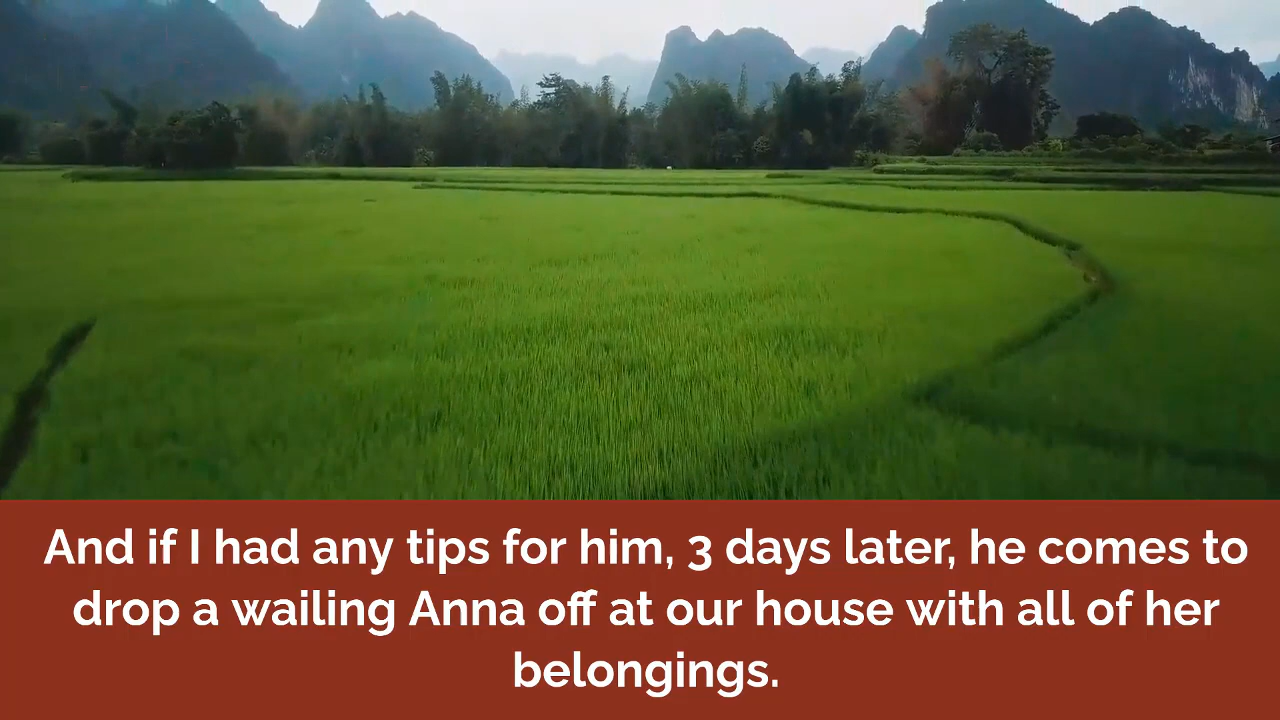 And if I had any tips for him, 3 days later, he comes to
drop a wailing Anna off at our house with all of her
belongings.